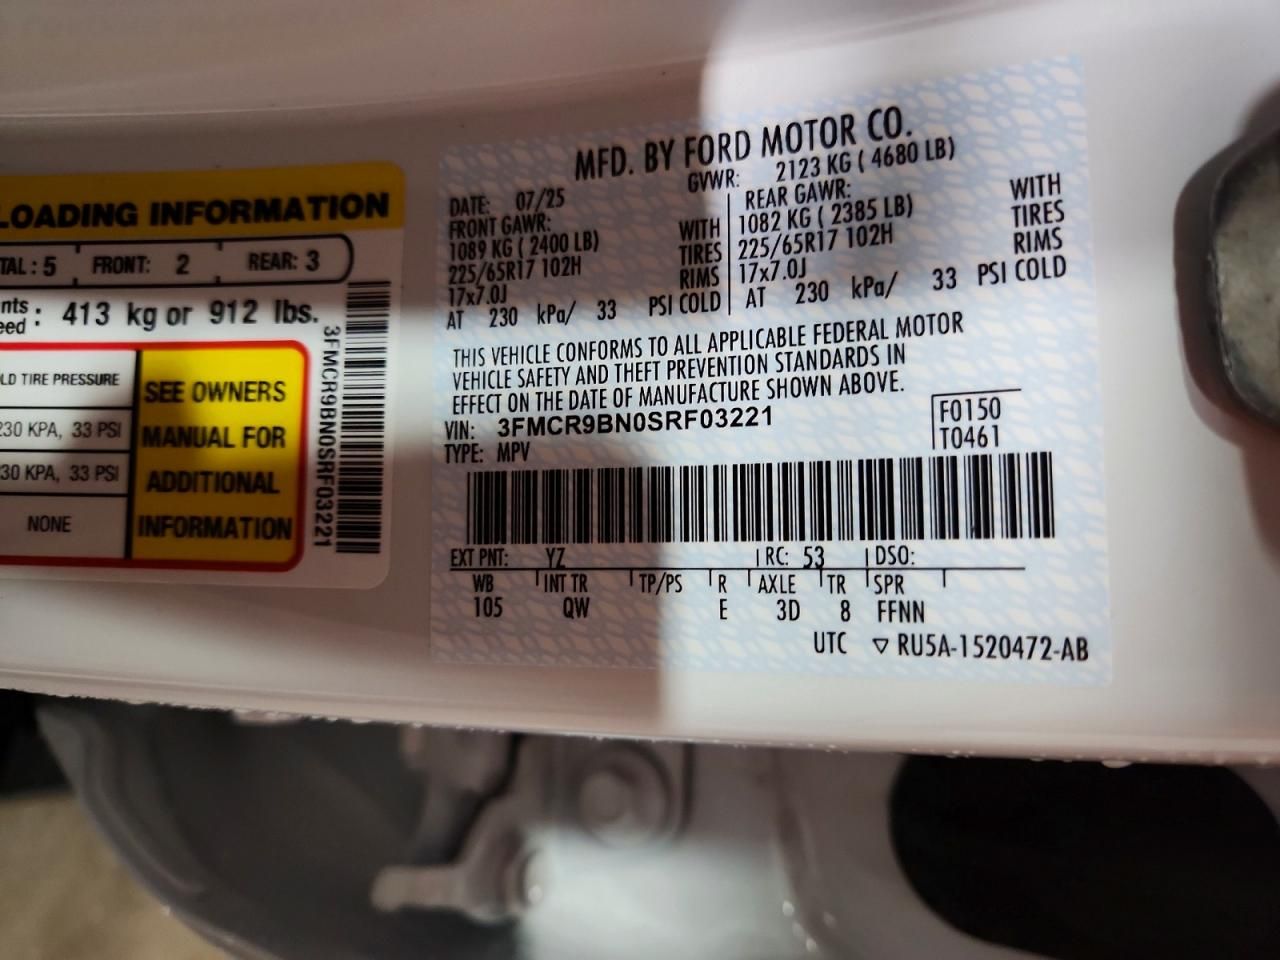 LOADING INFORMATION
TAL : 5 FRONT: 2 REAR: 3
nts
eed : 413 kg or 912 lbs.
LD TIRE PRESSURE
230 KPA, 33 PSI
30 KPA, 33 PSI
NONE
SEE OWNERS
MANUAL FOR
ADDITIONAL
INFORMATION
3FMCR9BN0SRF03221
MFD. BY FORD MOTOR CO.
DATE: 07/25 GVWR: 2123 KG ( 4680 LB)
FRONT GAWR: REAR GAWR:
1089 KG ( 2400 LB) WITH 1082 KG ( 2385 LB) WITH
225/65R17 102H TIRES 225/65R17 102H TIRES
17x7.0J RIMS 17x7.0J RIMS
AT 230 kPa/ 33 PSI COLD AT 230 kPa/ 33 PSI COLD
THIS VEHICLE CONFORMS TO ALL APPLICABLE FEDERAL MOTOR
VEHICLE SAFETY AND THEFT PREVENTION STANDARDS IN
EFFECT ON THE DATE OF MANUFACTURE SHOWN ABOVE.
VIN: 3FMCR9BN0SRF03221 F0150
TYPE: MPV T0461
EXT PNT: YZ RC: 53 DSO:
WB INT TR TP/PS R AXLE TR SPR
105 QW E 3D 8 FFNN
UTC ▽ RU5A-1520472-AB